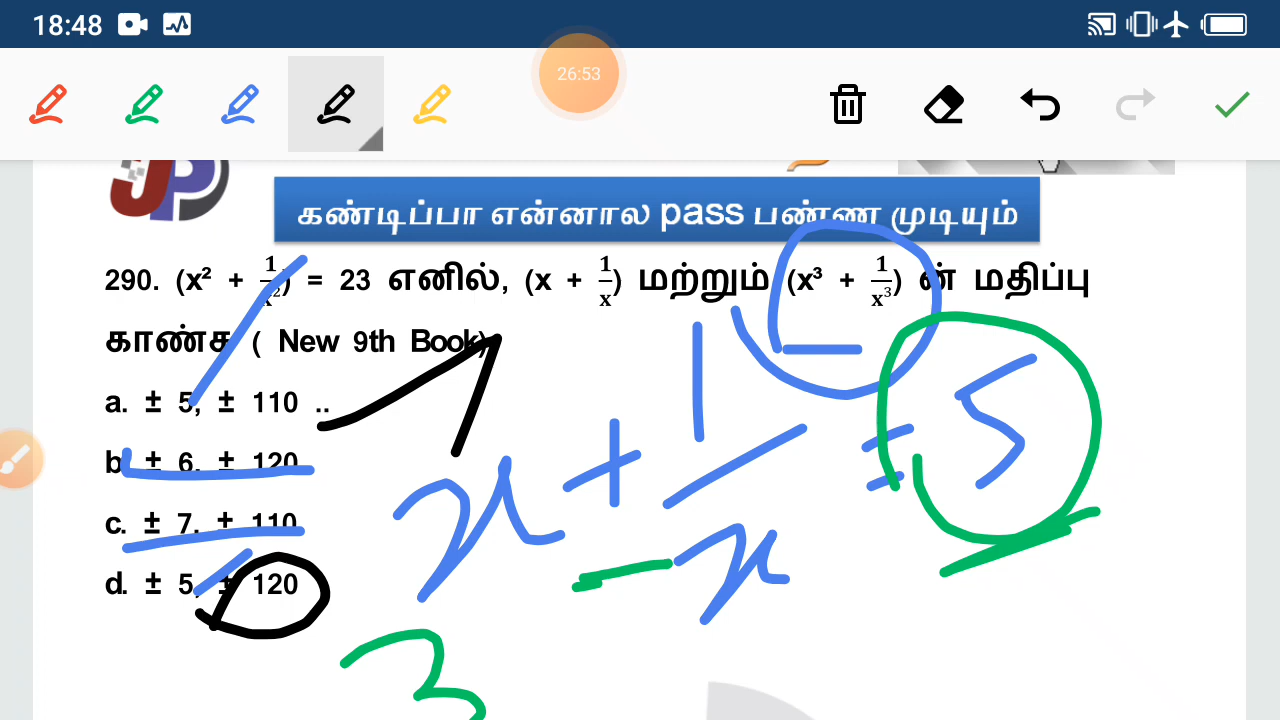 18:48
26:53
JP
கண்டிப்பா என்னால pass பண்ண முடியும்
290. (x² + 1/x²) = 23 எனில், (x + 1/x) மற்றும் (x³ + 1/x³) ன் மதிப்பு
காண்க ( New 9th Book)
a. ± 5, ± 110 ..
b. ± 6, ± 120
c. ± 7, ± 110
d. ± 5, ± 120
x + 1/x = 5
3